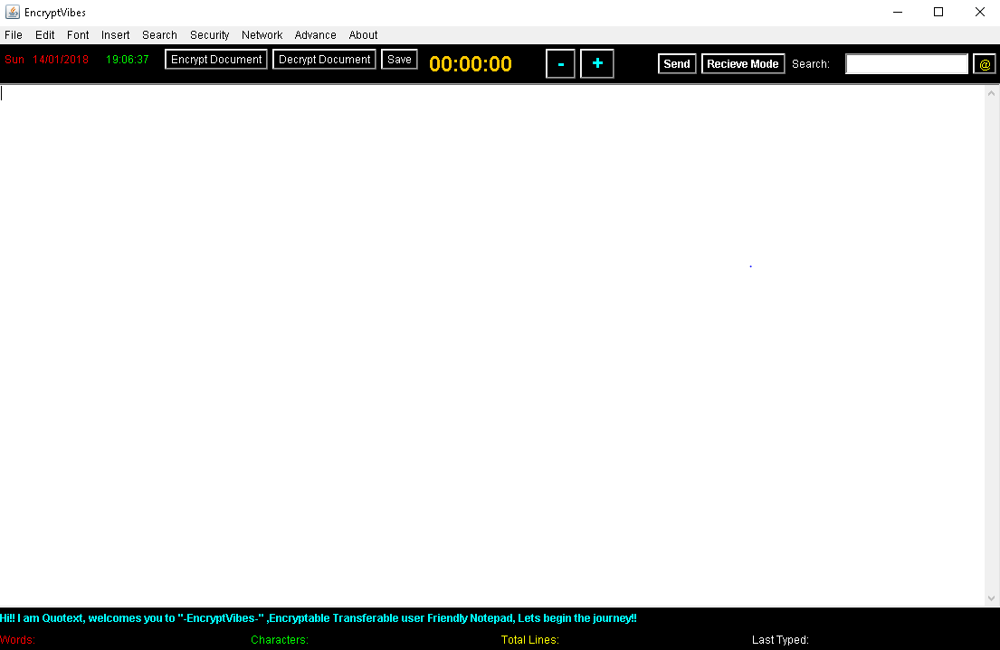 EncryptVibes
File Edit Font Insert Search Security Network Advance About
Sun 14/01/2018 19:06:37 Encrypt Document Decrypt Document Save 00:00:00 - + Send Recieve Mode Search: @
Hi!! I am Quotext, welcomes you to "-EncryptVibes-" ,Encryptable Transferable user Friendly Notepad, Lets begin the journey!!
Words: Characters: Total Lines: Last Typed: